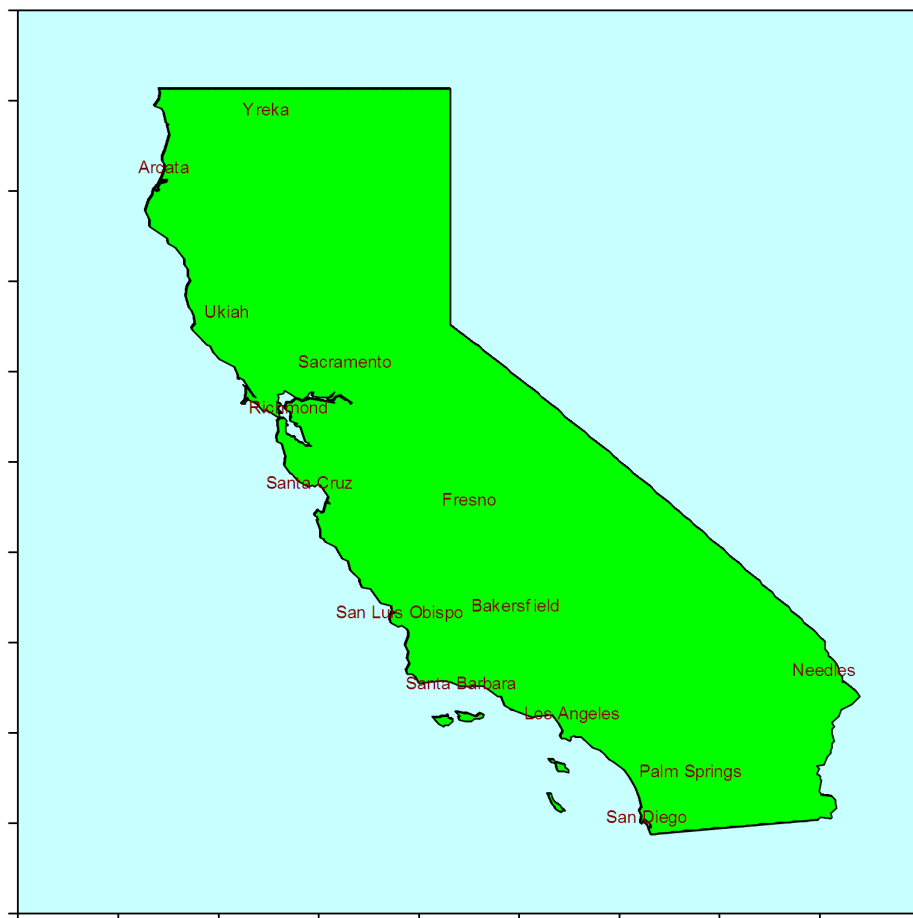 Yreka
Arcata
Ukiah
Sacramento
Richmond
Santa Cruz
Fresno
Bakersfield
San Luis Obispo
Needles
Santa Barbara
Los Angeles
Palm Springs
San Diego